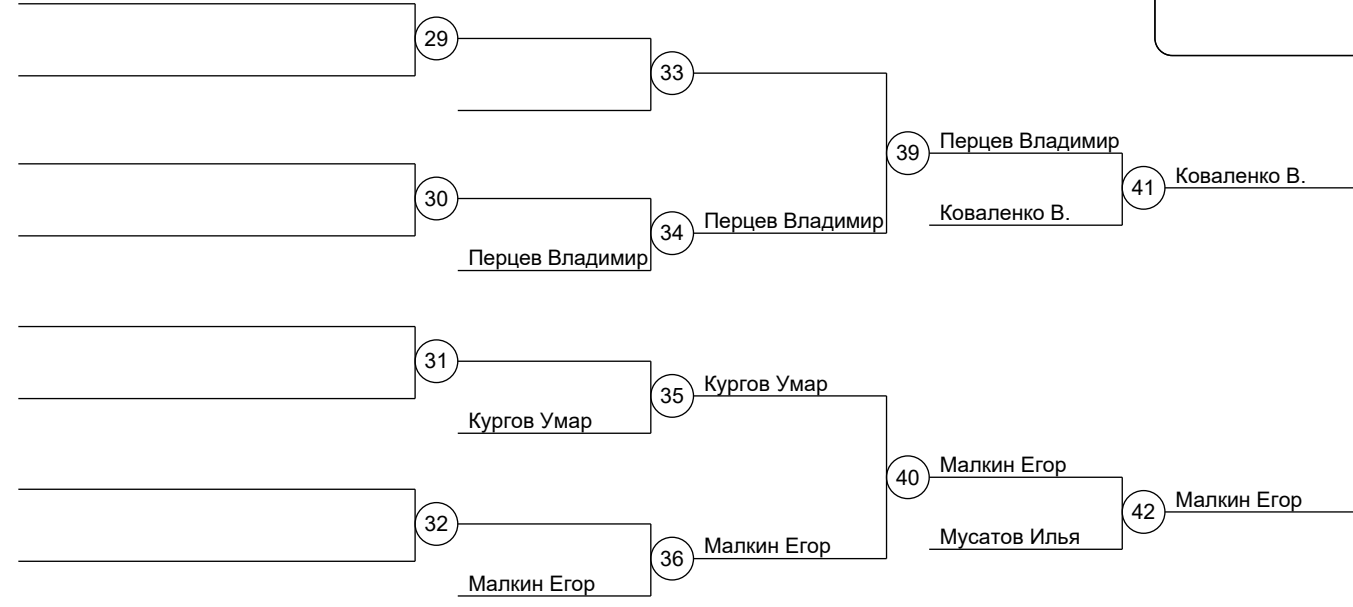 29
33
Перцев Владимир
39
Коваленко В.
41
30
Перцев Владимир
Коваленко В.
34
Перцев Владимир
31
Кургов Умар
35
Кургов Умар
Малкин Егор
40
Малкин Егор
42
32
Мусатов Илья
Малкин Егор
36
Малкин Егор